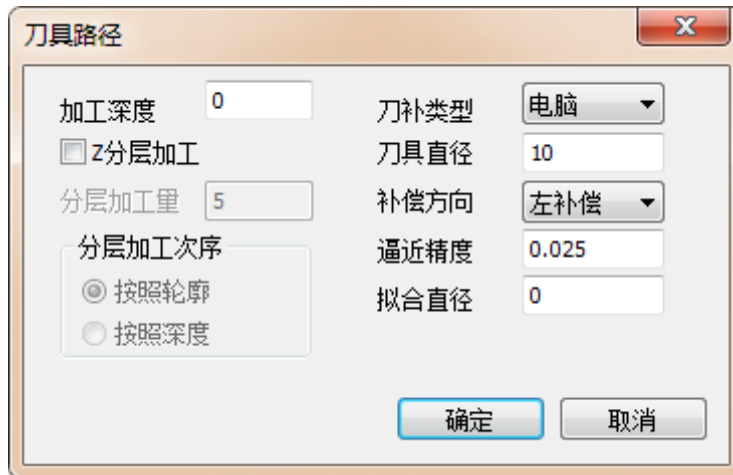 刀具路径
加工深度 0
Z分层加工
分层加工量 5
分层加工次序
按照轮廓
按照深度
刀补类型 电脑
刀具直径 10
补偿方向 左补偿
逼近精度 0.025
拟合直径 0
确定 取消